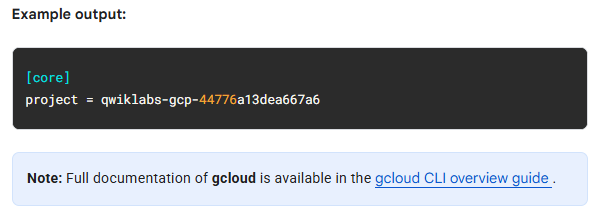 Example output:
[core]
project = qwiklabs-gcp-44776a13dea667a6
Note: Full documentation of gcloud is available in the gcloud CLI overview guide .